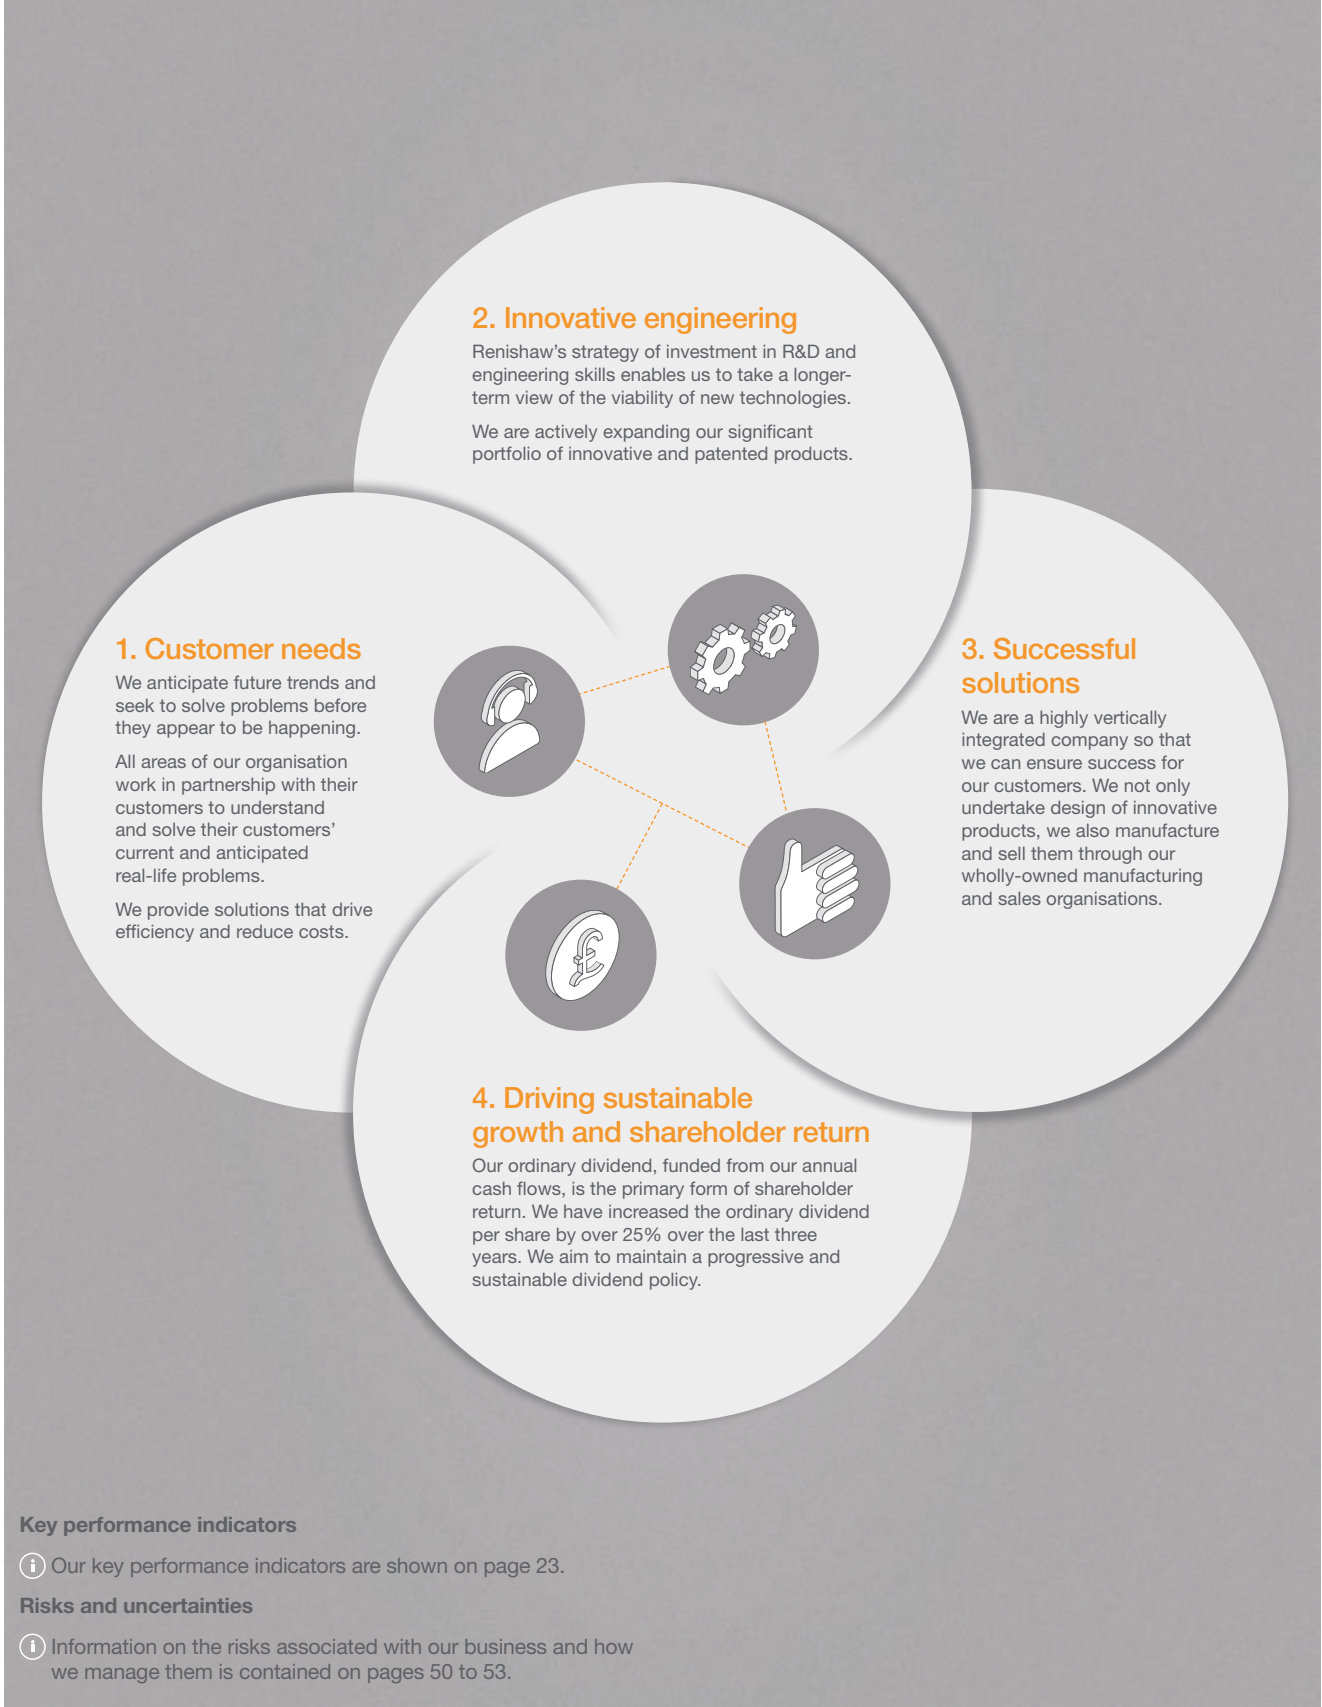 2. Innovative engineering
Renishaw's strategy of investment in R&D and
engineering skills enables us to take a longer-
term view of the viability of new technologies.
We are actively expanding our significant
portfolio of innovative and patented products.
1. Customer needs
We anticipate future trends and
seek to solve problems before
they appear to be happening.
All areas of our organisation
work in partnership with their
customers to understand
and solve their customers'
current and anticipated
real-life problems.
We provide solutions that drive
efficiency and reduce costs.
3. Successful
solutions
We are a highly vertically
integrated company so that
we can ensure success for
our customers. We not only
undertake design of innovative
products, we also manufacture
and sell them through our
wholly-owned manufacturing
and sales organisations.
£
4. Driving sustainable
growth and shareholder return
Our ordinary dividend, funded from our annual
cash flows, is the primary form of shareholder
return. We have increased the ordinary dividend
per share by over 25% over the last three
years. We aim to maintain a progressive and
sustainable dividend policy.
Key performance indicators
i Our key performance indicators are shown on page 23.
Risks and uncertainties
i Information on the risks associated with our business and how
we manage them is contained on pages 50 to 53.